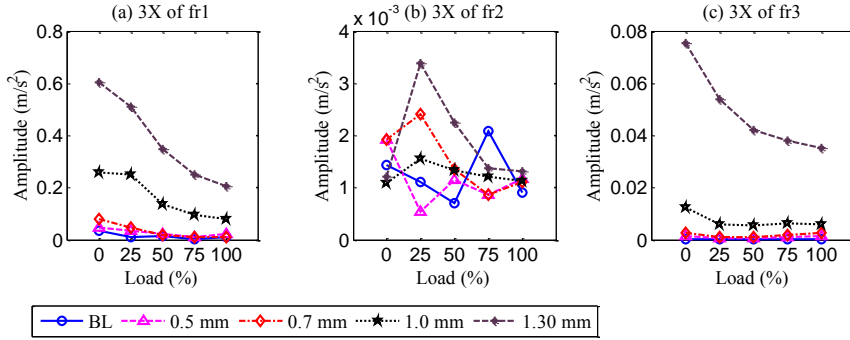 (a) 3X of fr1
Amplitude (m/s²)
0.8
0.6
0.4
0.2
0
0 25 50 75 100
Load (%)
(b) 3X of fr2
x 10⁻³
Amplitude (m/s²)
4
3
2
1
0
0 25 50 75 100
Load (%)
(c) 3X of fr3
Amplitude (m/s²)
0.08
0.06
0.04
0.02
0
0 25 50 75 100
Load (%)
BL 0.5 mm 0.7 mm 1.0 mm 1.30 mm